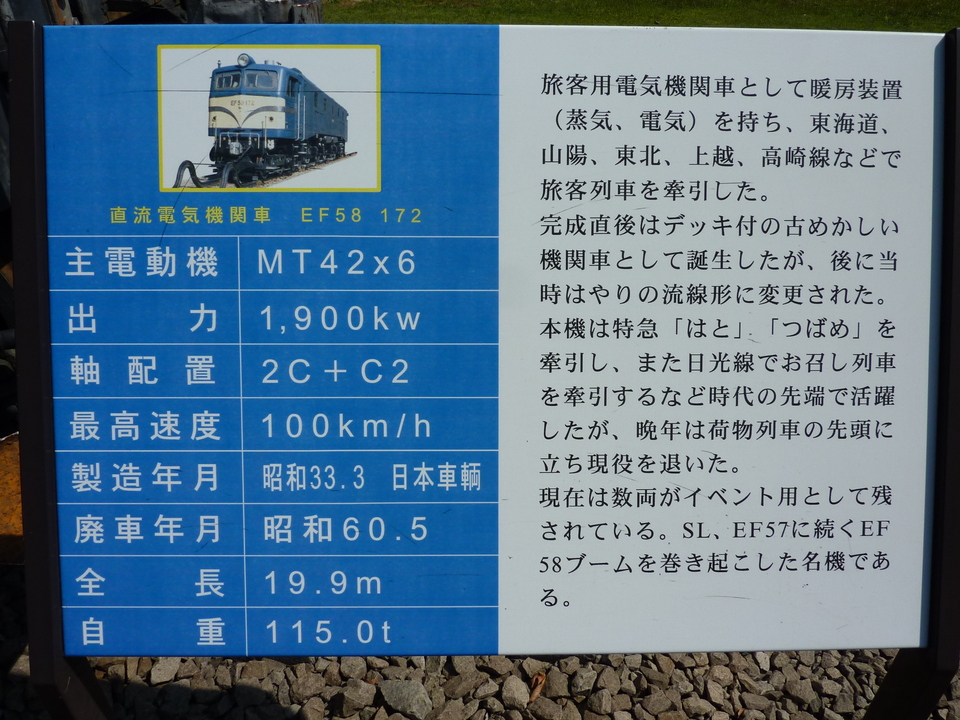 直流電気機関車 EF58 172
主電動機 MT42x6
出力 1,900kw
軸配置 2C+C2
最高速度 100km/h
製造年月 昭和33.3 日本車輌
廃車年月 昭和60.5
全長 19.9m
自重 115.0t
旅客用電気機関車として暖房装置
（蒸気、電気）を持ち、東海道、
山陽、東北、上越、高崎線などで
旅客列車を牽引した。
完成直後はデッキ付の古めかしい
機関車として誕生したが、後に当
時はやりの流線形に変更された。
本機は特急「はと」、「つばめ」を
牽引し、また日光線でお召し列車
を牽引するなど時代の先端で活躍
したが、晩年は荷物列車の先頭に
立ち現役を退いた。
現在は数両がイベント用として残
されている。SL、EF57に続くEF
58ブームを巻き起こした名機であ
る。